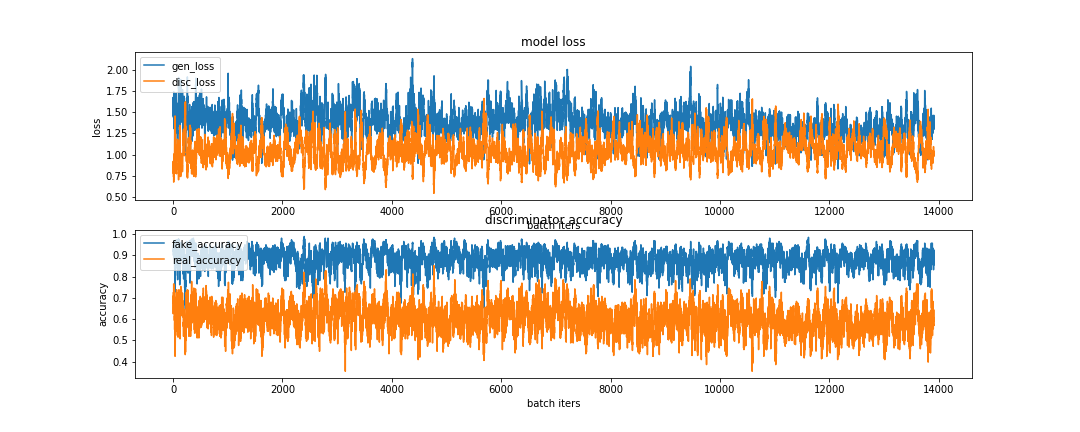 model loss
2.00
1.75
1.50
1.25
1.00
0.75
0.50
loss
gen_loss
disc_loss
0 2000 4000 6000 8000 10000 12000 14000
batch iters
discriminator accuracy
1.0
0.9
0.8
0.7
0.6
0.5
0.4
accuracy
fake_accuracy
real_accuracy
0 2000 4000 6000 8000 10000 12000 14000
batch iters